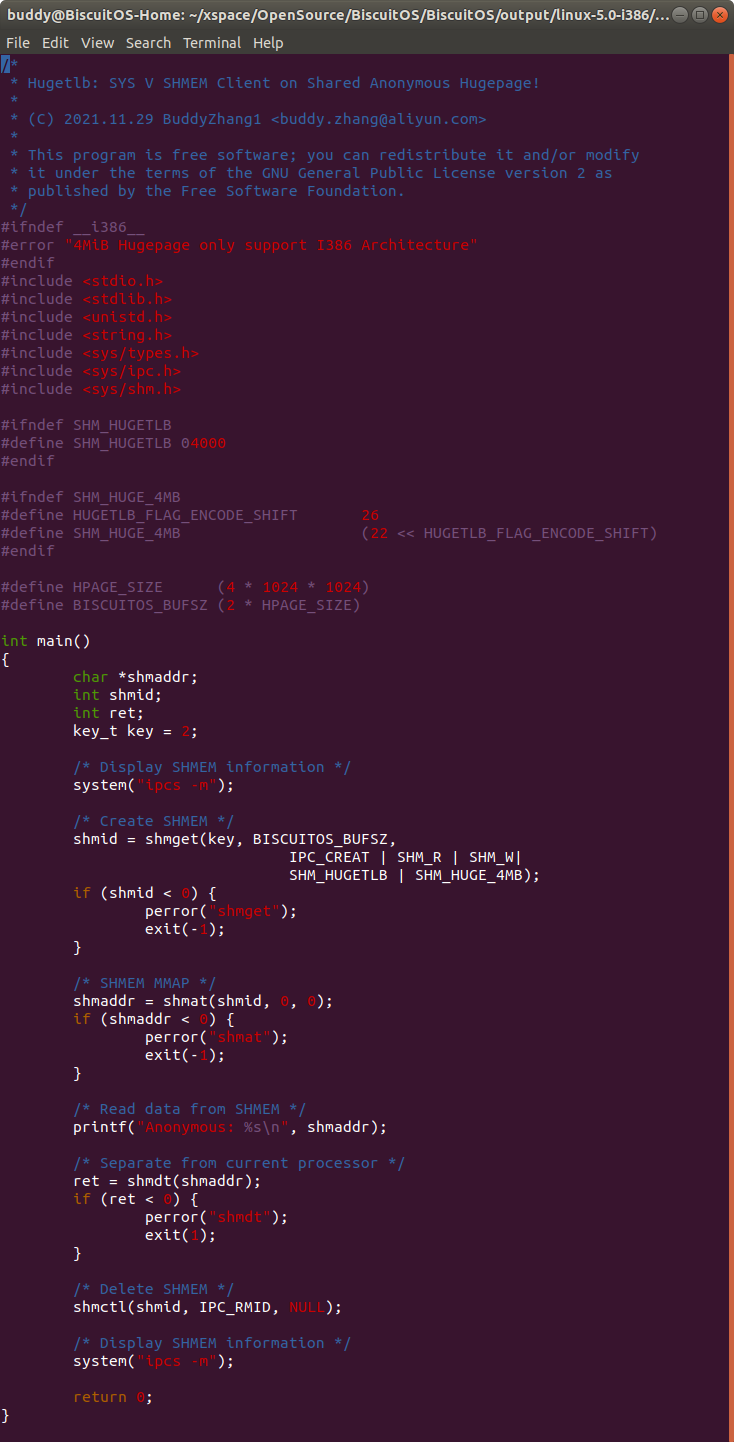 buddy@BiscuitOS-Home: ~/xspace/OpenSource/BiscuitOS/BiscuitOS/output/linux-5.0-i386/...
File Edit View Search Terminal Help
/*
 * Hugetlb: SYS V SHMEM Client on Shared Anonymous Hugepage!
 *
 * (C) 2021.11.29 BuddyZhang1 <buddy.zhang@aliyun.com>
 *
 * This program is free software; you can redistribute it and/or modify
 * it under the terms of the GNU General Public License version 2 as
 * published by the Free Software Foundation.
 */
#ifndef __i386__
#error "4MiB Hugepage only support I386 Architecture"
#endif
#include <stdio.h>
#include <stdlib.h>
#include <unistd.h>
#include <string.h>
#include <sys/types.h>
#include <sys/ipc.h>
#include <sys/shm.h>

#ifndef SHM_HUGETLB
#define SHM_HUGETLB 04000
#endif

#ifndef SHM_HUGE_4MB
#define HUGETLB_FLAG_ENCODE_SHIFT       26
#define SHM_HUGE_4MB                    (22 << HUGETLB_FLAG_ENCODE_SHIFT)
#endif

#define HPAGE_SIZE      (4 * 1024 * 1024)
#define BISCUITOS_BUFSZ (2 * HPAGE_SIZE)

int main()
{
        char *shmaddr;
        int shmid;
        int ret;
        key_t key = 2;

        /* Display SHMEM information */
        system("ipcs -m");

        /* Create SHMEM */
        shmid = shmget(key, BISCUITOS_BUFSZ,
                                IPC_CREAT | SHM_R | SHM_W|
                                SHM_HUGETLB | SHM_HUGE_4MB);
        if (shmid < 0) {
                perror("shmget");
                exit(-1);
        }

        /* SHMEM MMAP */
        shmaddr = shmat(shmid, 0, 0);
        if (shmaddr < 0) {
                perror("shmat");
                exit(-1);
        }

        /* Read data from SHMEM */
        printf("Anonymous: %s\n", shmaddr);

        /* Separate from current processor */
        ret = shmdt(shmaddr);
        if (ret < 0) {
                perror("shmdt");
                exit(1);
        }

        /* Delete SHMEM */
        shmctl(shmid, IPC_RMID, NULL);

        /* Display SHMEM information */
        system("ipcs -m");

        return 0;
}